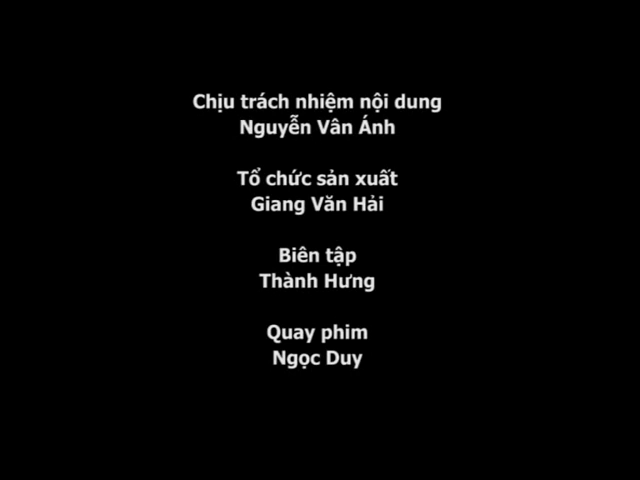 Chịu trách nhiệm nội dung
Nguyễn Vân Ánh
Tổ chức sản xuất
Giang Văn Hải
Biên tập
Thành Hưng
Quay phim
Ngọc Duy